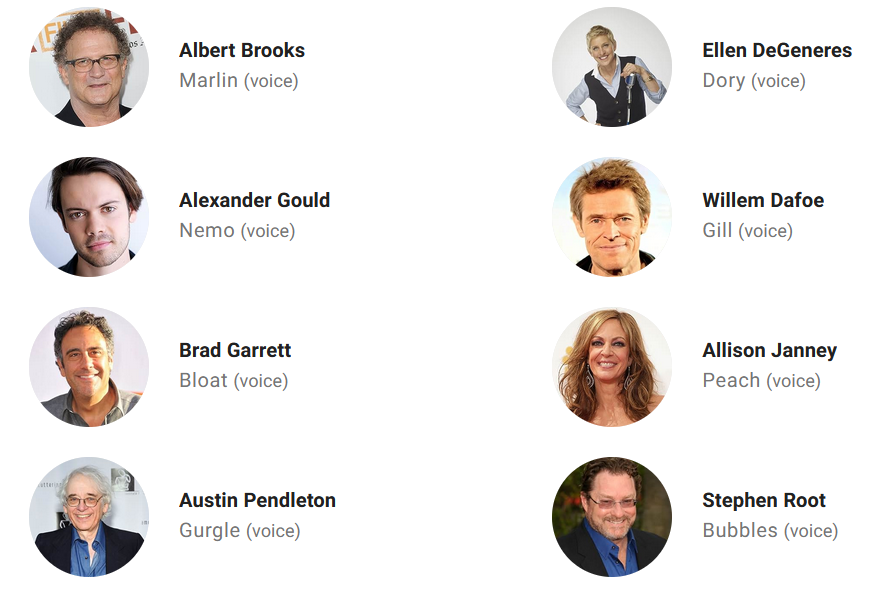 Albert Brooks
Marlin (voice)
Ellen DeGeneres
Dory (voice)
Alexander Gould
Nemo (voice)
Willem Dafoe
Gill (voice)
Brad Garrett
Bloat (voice)
Allison Janney
Peach (voice)
Austin Pendleton
Gurgle (voice)
Stephen Root
Bubbles (voice)